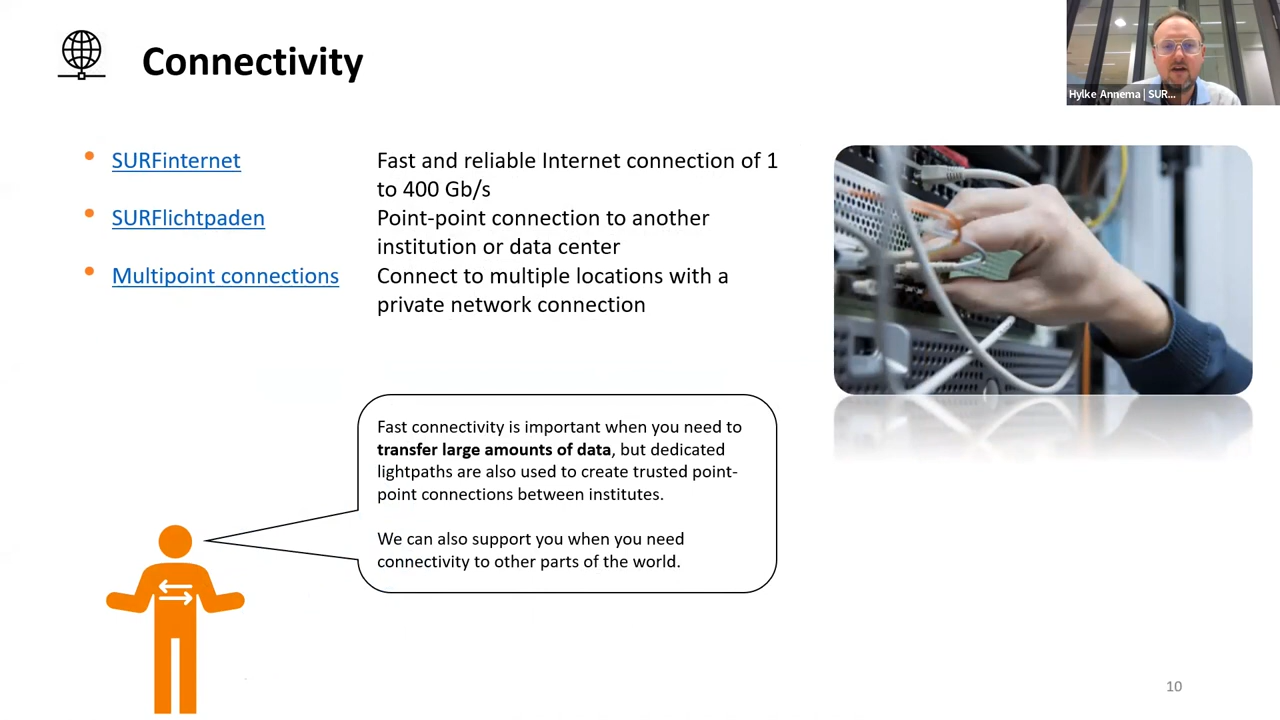 Connectivity
Hylke Annema | SUR...
SURFinternet
Fast and reliable Internet connection of 1
to 400 Gb/s
SURFlichtpaden
Point-point connection to another
institution or data center
Multipoint connections
Connect to multiple locations with a
private network connection
Fast connectivity is important when you need to
transfer large amounts of data, but dedicated
lightpaths are also used to create trusted point-
point connections between institutes.
We can also support you when you need
connectivity to other parts of the world.
10